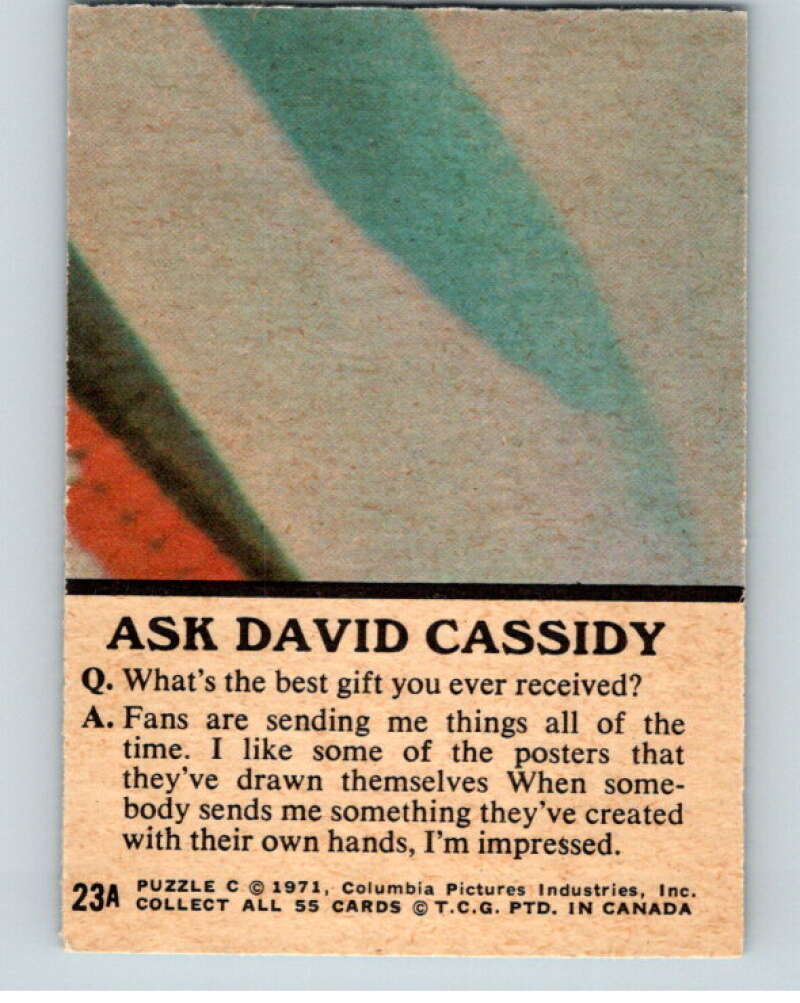 ASK DAVID CASSIDY
Q. What's the best gift you ever received?
A. Fans are sending me things all of the
time. I like some of the posters that
they've drawn themselves When some-
body sends me something they've created
with their own hands, I'm impressed.
23A PUZZLE C © 1971, Columbia Pictures Industries, Inc.
COLLECT ALL 55 CARDS © T.C.G. PTD. IN CANADA